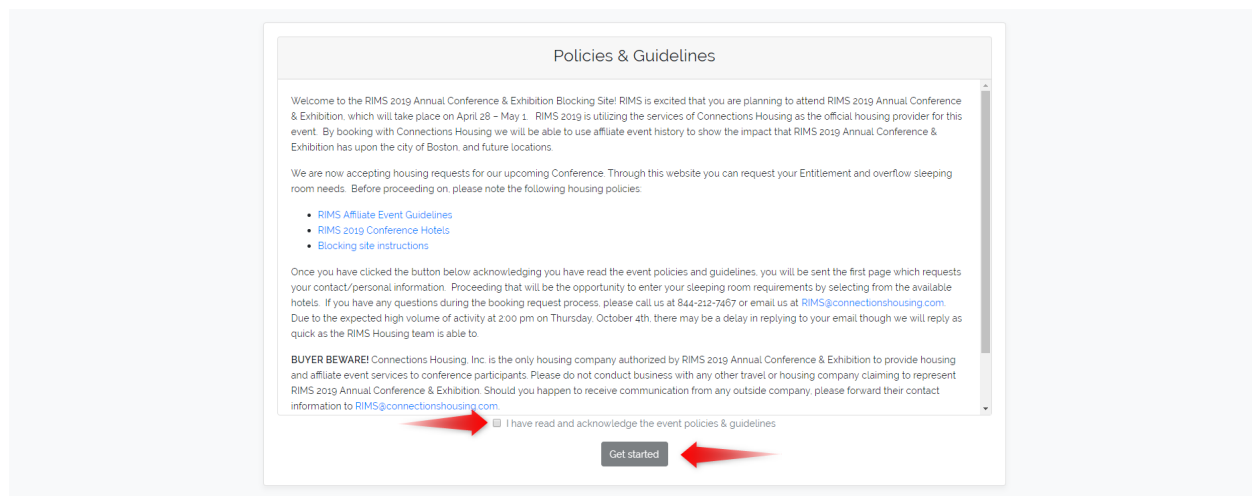 Policies & Guidelines
Welcome to the RIMS 2019 Annual Conference & Exhibition Blocking Site! RIMS is excited that you are planning to attend RIMS 2019 Annual Conference
& Exhibition, which will take place on April 28 – May 1.   RIMS 2019 is utilizing the services of Connections Housing as the official housing provider for this
event.  By booking with Connections Housing we will be able to use affiliate event history to show the impact that RIMS 2019 Annual Conference &
Exhibition has upon the city of Boston, and future locations.
We are now accepting housing requests for our upcoming Conference. Through this website you can request your Entitlement and overflow sleeping
room needs.  Before proceeding on, please note the following housing policies:
• RIMS Affiliate Event Guidelines
• RIMS 2019 Conference Hotels
• Blocking site instructions
Once you have clicked the button below acknowledging you have read the event policies and guidelines, you will be sent the first page which requests
your contact/personal information.  Proceeding that will be the opportunity to enter your sleeping room requirements by selecting from the available
hotels.  If you have any questions during the booking request process, please call us at 844-212-7467 or email us at RIMS@connectionshousing.com.
Due to the expected high volume of activity at 2:00 pm on Thursday, October 4th, there may be a delay in replying to your email though we will reply as
quick as the RIMS Housing team is able to.
BUYER BEWARE! Connections Housing, Inc. is the only housing company authorized by RIMS 2019 Annual Conference & Exhibition to provide housing
and affiliate event services to conference participants. Please do not conduct business with any other travel or housing company claiming to represent
RIMS 2019 Annual Conference & Exhibition. Should you happen to receive communication from any outside company, please forward their contact
information to RIMS@connectionshousing.com.
I have read and acknowledge the event policies & guidelines
Get started